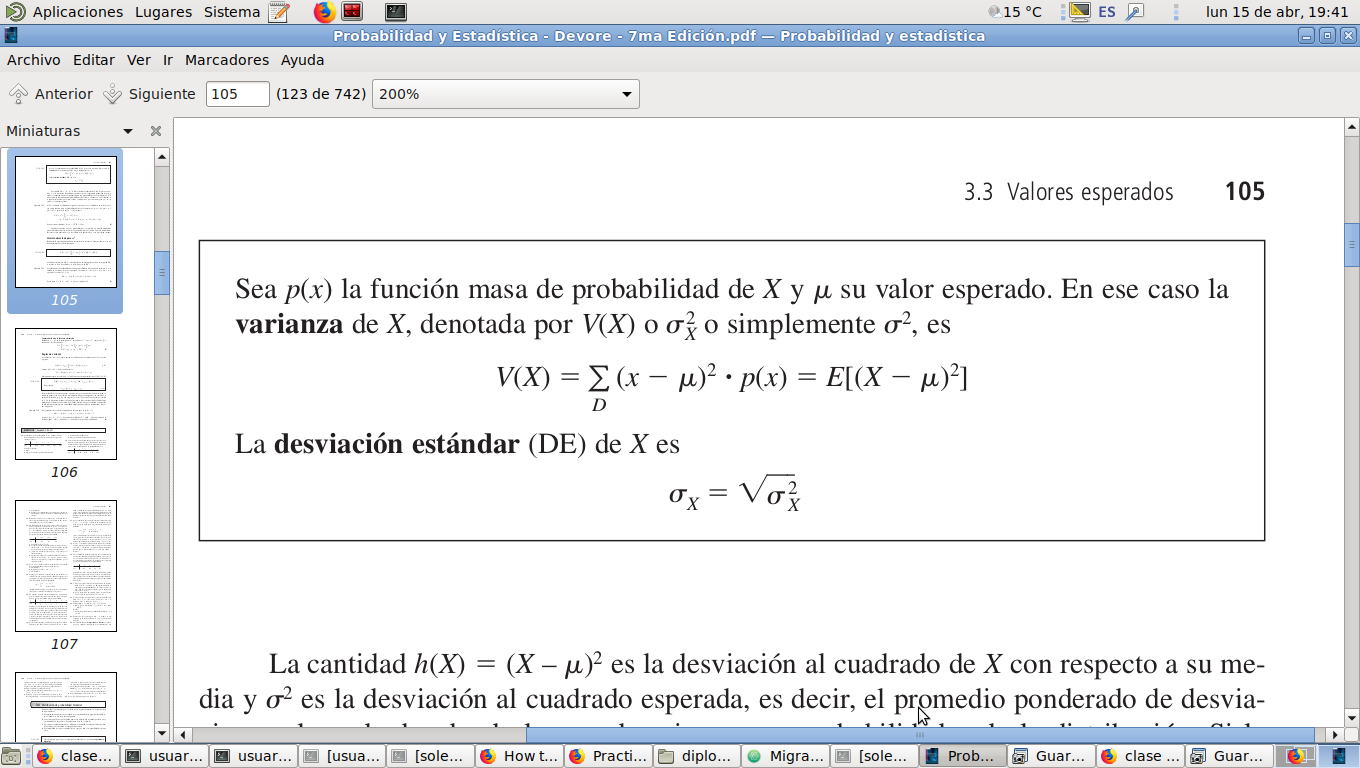 Aplicaciones Lugares Sistema 15 °C ES lun 15 de abr, 19:41
Probabilidad y Estadística - Devore - 7ma Edición.pdf — Probabilidad y estadistica
Archivo Editar Ver Ir Marcadores Ayuda
Anterior Siguiente 105 (123 de 742) 200%
Miniaturas
105
106
107
3.3 Valores esperados 105
Sea p(x) la función masa de probabilidad de X y μ su valor esperado. En ese caso la
varianza de X, denotada por V(X) o σ²_X o simplemente σ², es
V(X) = Σ_D (x − μ)² · p(x) = E[(X − μ)²]
La desviación estándar (DE) de X es
σ_X = √σ²_X
La cantidad h(X) = (X – μ)² es la desviación al cuadrado de X con respecto a su me-
dia y σ² es la desviación al cuadrado esperada, es decir, el promedio ponderado de desvia-
clase... usuar... usuar... [usua... [sole... How t... Practi... diplo... Migra... [sole... Prob... Guar... clase ... Guar...